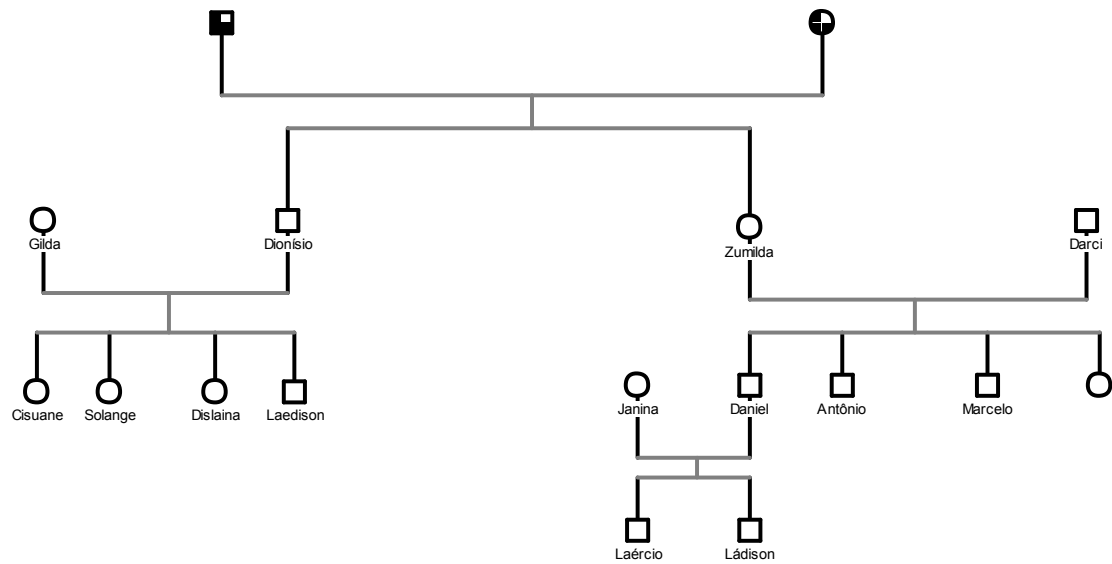 Gilda
Dionísio
Zumilda
Darci
Cisuane
Solange
Dislaina
Laedison
Janina
Daniel
Antônio
Marcelo
Laércio
Ládison